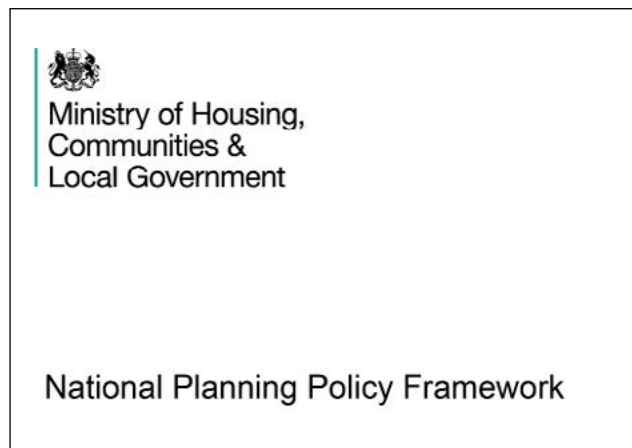 Ministry of Housing,
Communities &
Local Government
National Planning Policy Framework